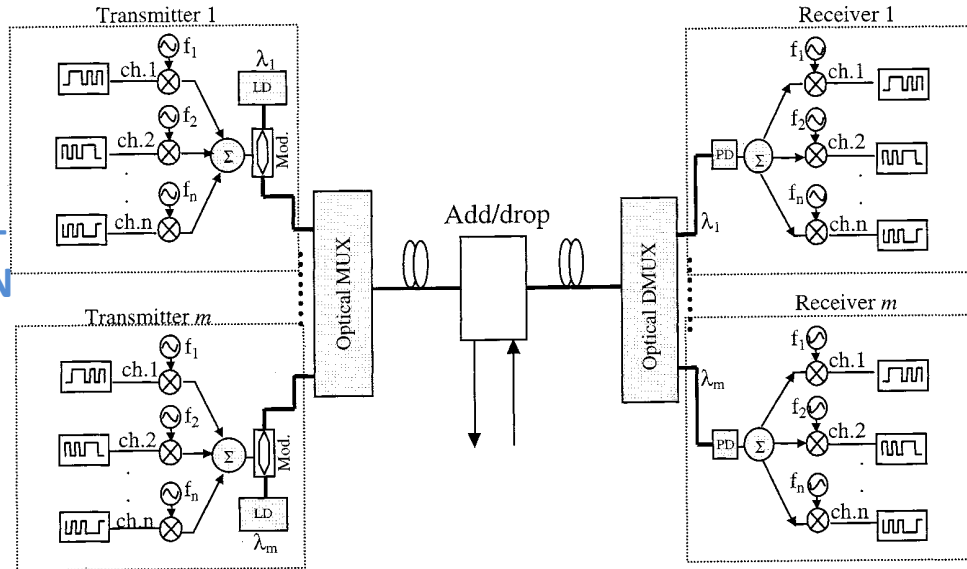 Transmitter 1
f1
ch.1
f2
ch.2
fn
ch.n
Σ
λ1
LD
Mod.
Transmitter m
f1
ch.1
f2
ch.2
fn
ch.n
Σ
Mod.
LD
λm
Optical MUX
Add/drop
Optical DMUX
Receiver 1
λ1
PD
Σ
f1
ch.1
f2
ch.2
fn
ch.n
Receiver m
λm
PD
Σ
f1
ch.1
f2
ch.2
fn
ch.n
N